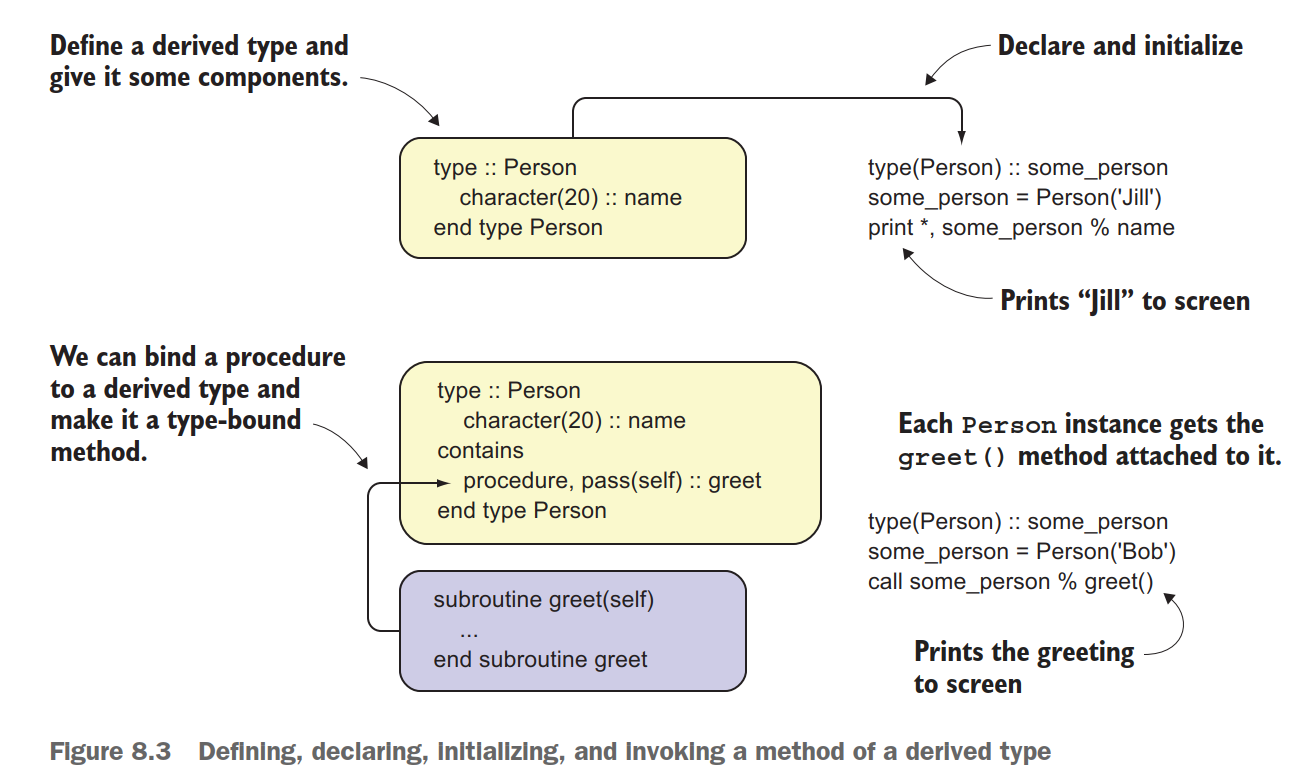 Define a derived type and
give it some components.
Declare and initialize
type :: Person
character(20) :: name
end type Person
type(Person) :: some_person
some_person = Person('Jill')
print *, some_person % name
Prints “Jill” to screen
We can bind a procedure
to a derived type and
make it a type-bound
method.
type :: Person
character(20) :: name
contains
procedure, pass(self) :: greet
end type Person
subroutine greet(self)
...
end subroutine greet
Each Person instance gets the
greet() method attached to it.
type(Person) :: some_person
some_person = Person('Bob')
call some_person % greet()
Prints the greeting
to screen
Figure 8.3 Defining, declaring, initializing, and invoking a method of a derived type